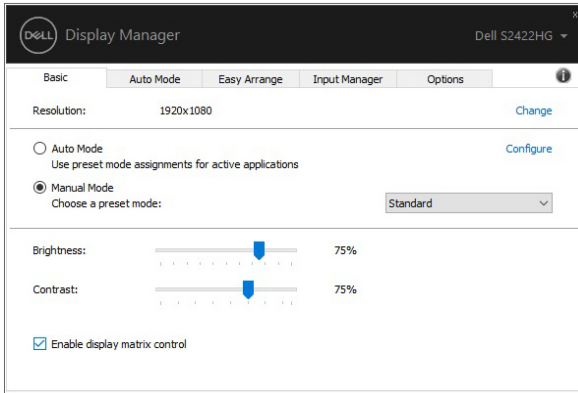 DELL Display Manager
Dell S2422HG
Basic Auto Mode Easy Arrange Input Manager Options
Resolution: 1920x1080 Change
Auto Mode Configure
Use preset mode assignments for active applications
Manual Mode
Choose a preset mode: Standard
Brightness: 75%
Contrast: 75%
Enable display matrix control